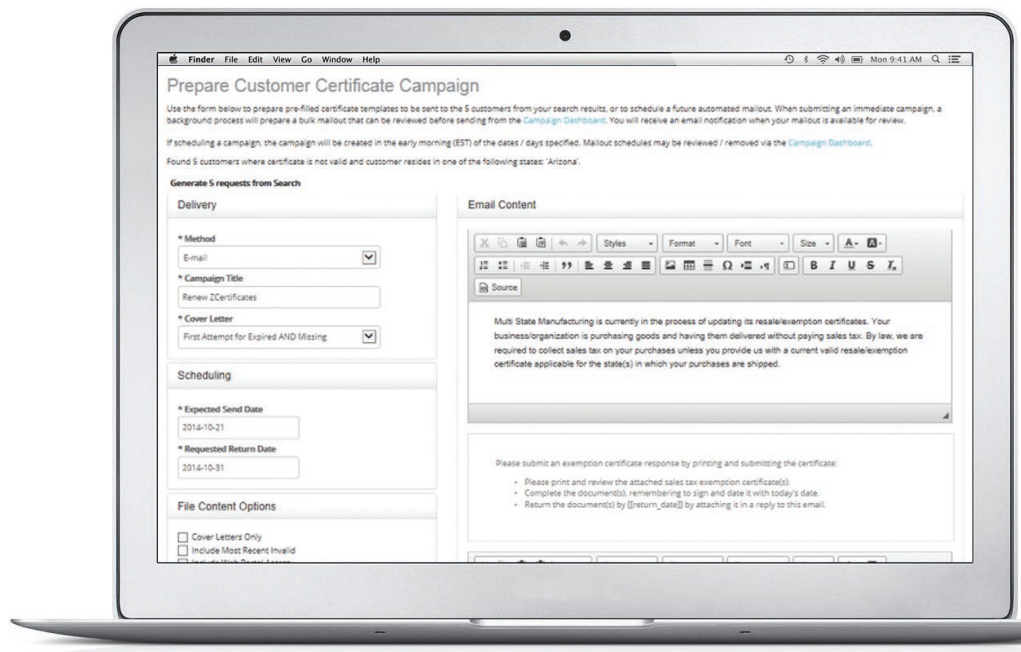 Finder File Edit View Go Window Help Mon 9:41 AM
Prepare Customer Certificate Campaign
Use the form below to prepare pre-filled certificate templates to be sent to the 5 customers from your search results, or to schedule a future automated mailout. When submitting an immediate campaign, a
background process will prepare a bulk mailout that can be reviewed before sending from the Campaign Dashboard. You will receive an email notification when your mailout is available for review.
If scheduling a campaign, the campaign will be created in the early morning (EST) of the dates / days specified. Mailout schedules may be reviewed / removed via the Campaign Dashboard.
Found 5 customers where certificate is not valid and customer resides in one of the following states: 'Arizona'.
Generate 5 requests from Search
Delivery
* Method
E-mail
* Campaign Title
Renew ZCertificates
* Cover Letter
First Attempt for Expired AND Missing
Scheduling
* Expected Send Date
2014-10-21
* Requested Return Date
2014-10-31
File Content Options
Cover Letters Only
Include Most Recent Invalid
Include Web Portal Access
Email Content
Styles Format Font Size A A
B I U S Tx
Source
Multi State Manufacturing is currently in the process of updating its resale/exemption certificates. Your
business/organization is purchasing goods and having them delivered without paying sales tax. By law, we are
required to collect sales tax on your purchases unless you provide us with a current valid resale/exemption
certificate applicable for the state(s) in which your purchases are shipped.
Please submit an exemption certificate response by printing and submitting the certificate:
• Please print and review the attached sales tax exemption certificate(s).
• Complete the document(s), remembering to sign and date it with today's date.
• Return the document(s) by [[return_date]] by attaching it in a reply to this email.